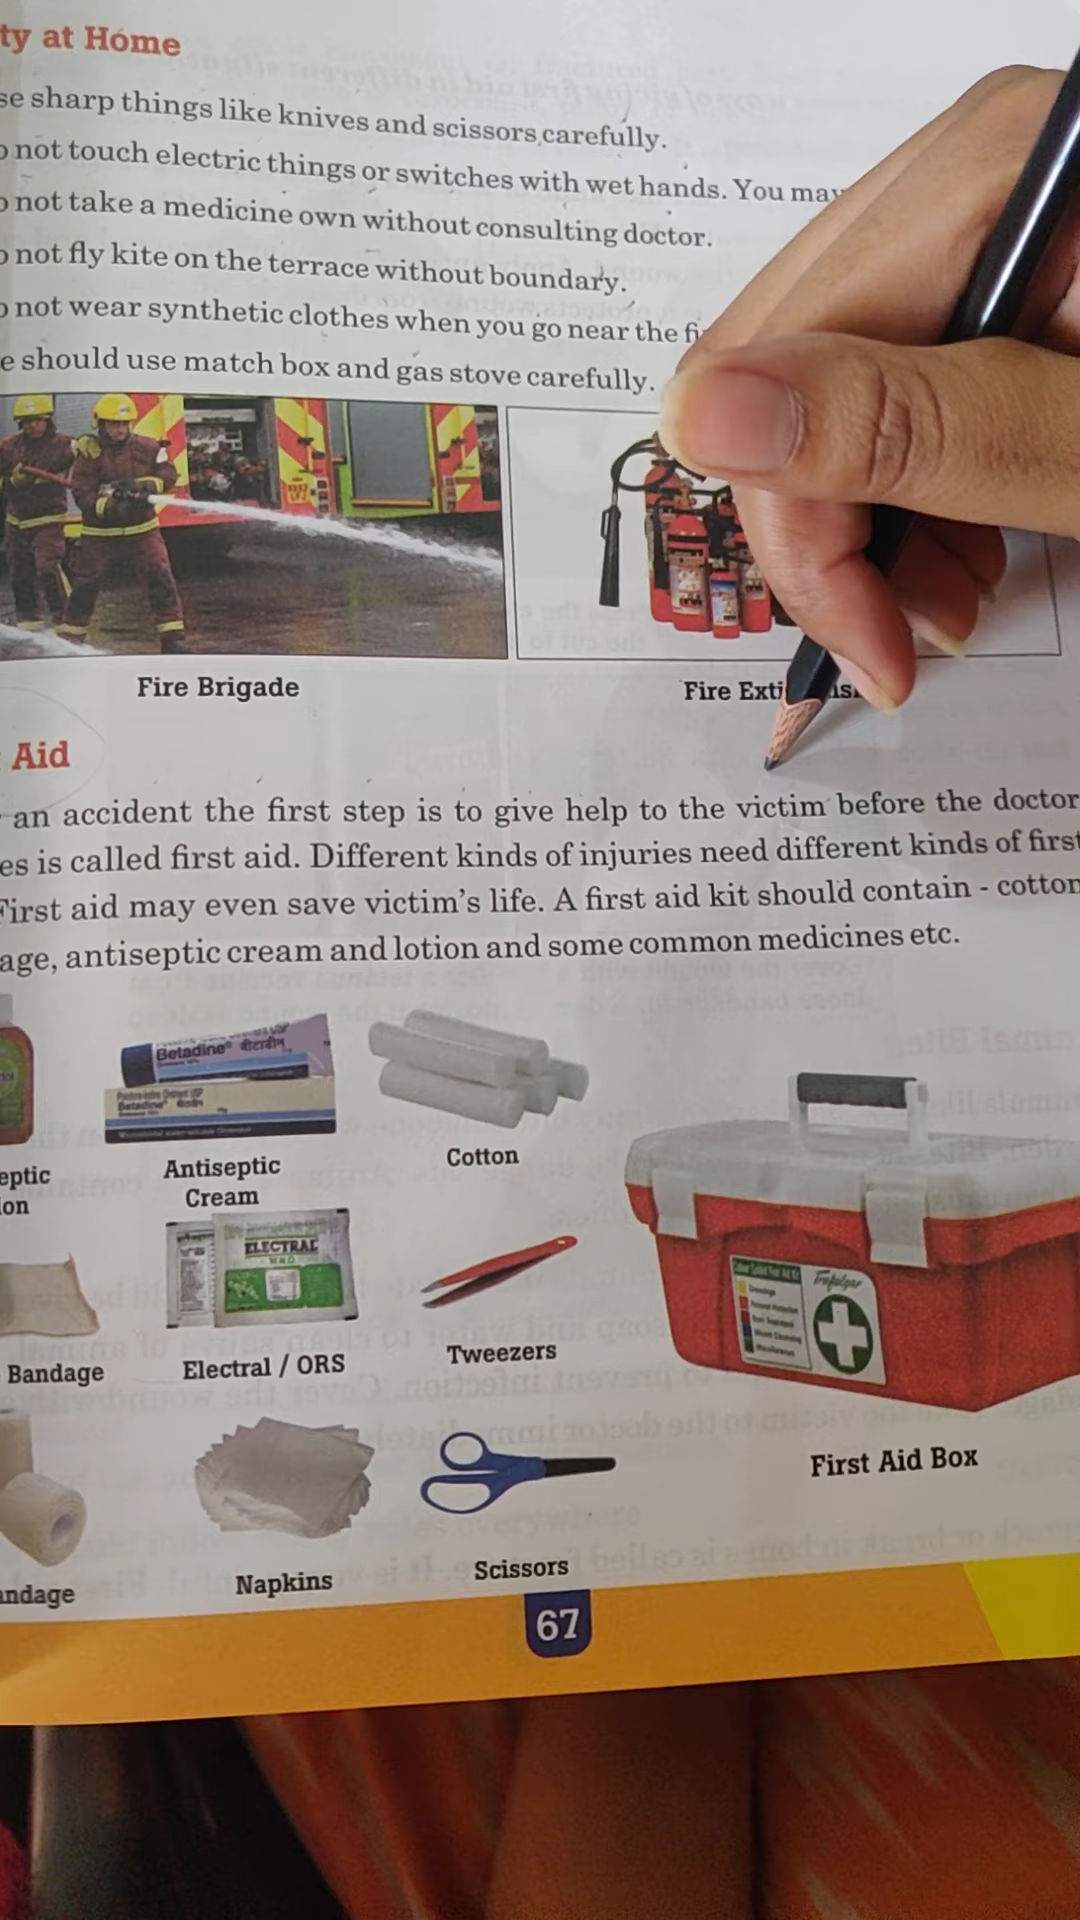 ty at Home
se sharp things like knives and scissors carefully.
o not touch electric things or switches with wet hands. You may
o not take a medicine own without consulting doctor.
o not fly kite on the terrace without boundary.
o not wear synthetic clothes when you go near the
e should use match box and gas stove carefully.
Fire Brigade
Fire
Aid
an accident the first step is to give help to the victim before the doctor
es is called first aid. Different kinds of injuries need different kinds of first
First aid may even save victim's life. A first aid kit should contain - cotton
age, antiseptic cream and lotion and some common medicines etc.
Betadine बीटाडीन
Betadine
eptic
ion
Antiseptic
Cream
Cotton
ELECTRAL
W.H.O.
Trafalgar
Bandage
Electral / ORS
Tweezers
First Aid Box
andage
Napkins
Scissors
67